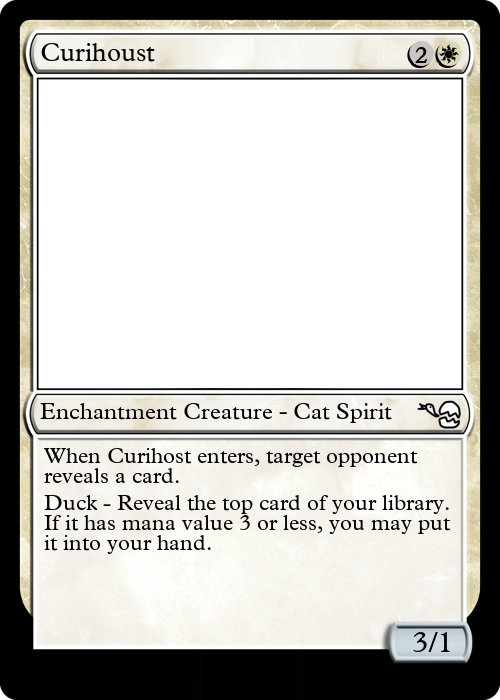 Curihoust
2
Enchantment Creature - Cat Spirit
When Curihost enters, target opponent
reveals a card.
Duck - Reveal the top card of your library.
If it has mana value 3 or less, you may put
it into your hand.
3/1